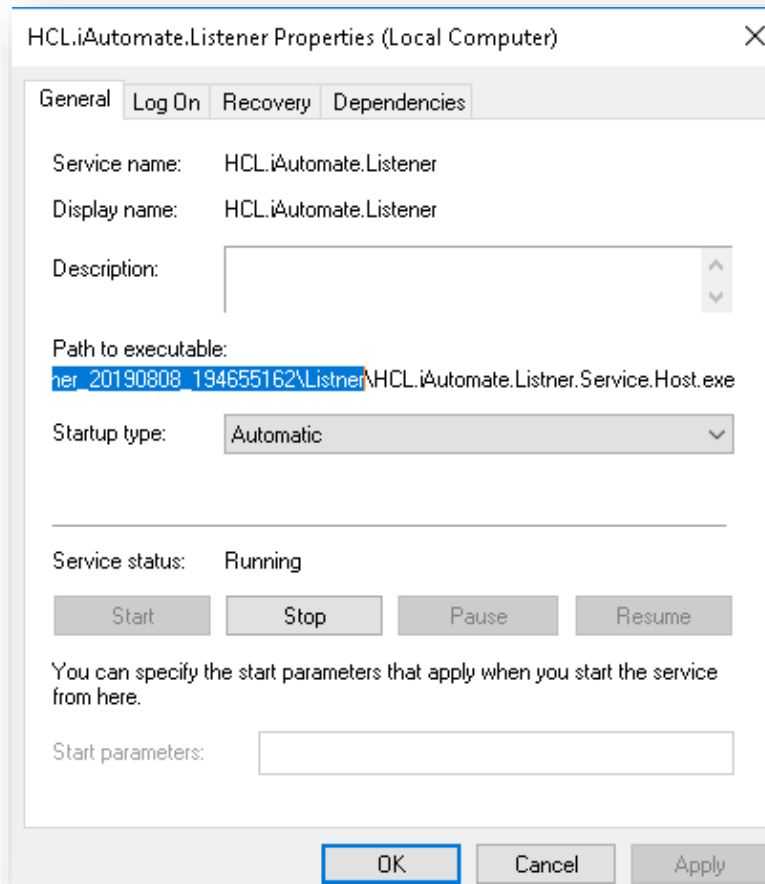 HCL.iAutomate.Listener Properties (Local Computer)
General Log On Recovery Dependencies
Service name: HCL.iAutomate.Listener
Display name: HCL.iAutomate.Listener
Description:
Path to executable:
ner_20190808_194655162\Listner\HCL.iAutomate.Listner.Service.Host.exe
Startup type: Automatic
Service status: Running
Start Stop Pause Resume
You can specify the start parameters that apply when you start the service
from here.
Start parameters:
OK Cancel Apply